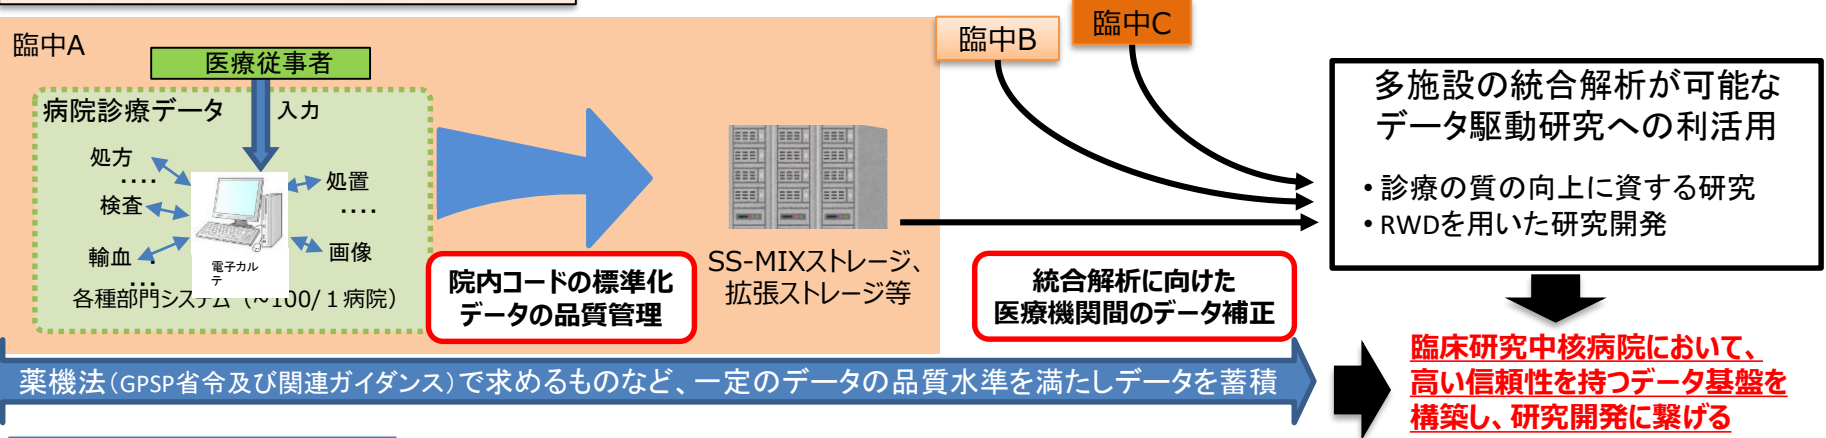 臨中A
医療従事者
病院診療データ
入力
処方
‥‥
検査
輸血
‥‥
処置
‥‥
画像
電子カル
テ
各種部門システム（~100/１病院）
院内コードの標準化
データの品質管理
SS-MIXストレージ、
拡張ストレージ等
臨中B
臨中C
統合解析に向けた
医療機関間のデータ補正
多施設の統合解析が可能な
データ駆動研究への利活用
・診療の質の向上に資する研究
・RWDを用いた研究開発
薬機法（GPSP省令及び関連ガイダンス）で求めるものなど、一定のデータの品質水準を満たしデータを蓄積
臨床研究中核病院において、
高い信頼性を持つデータ基盤を
構築し、研究開発に繋げる